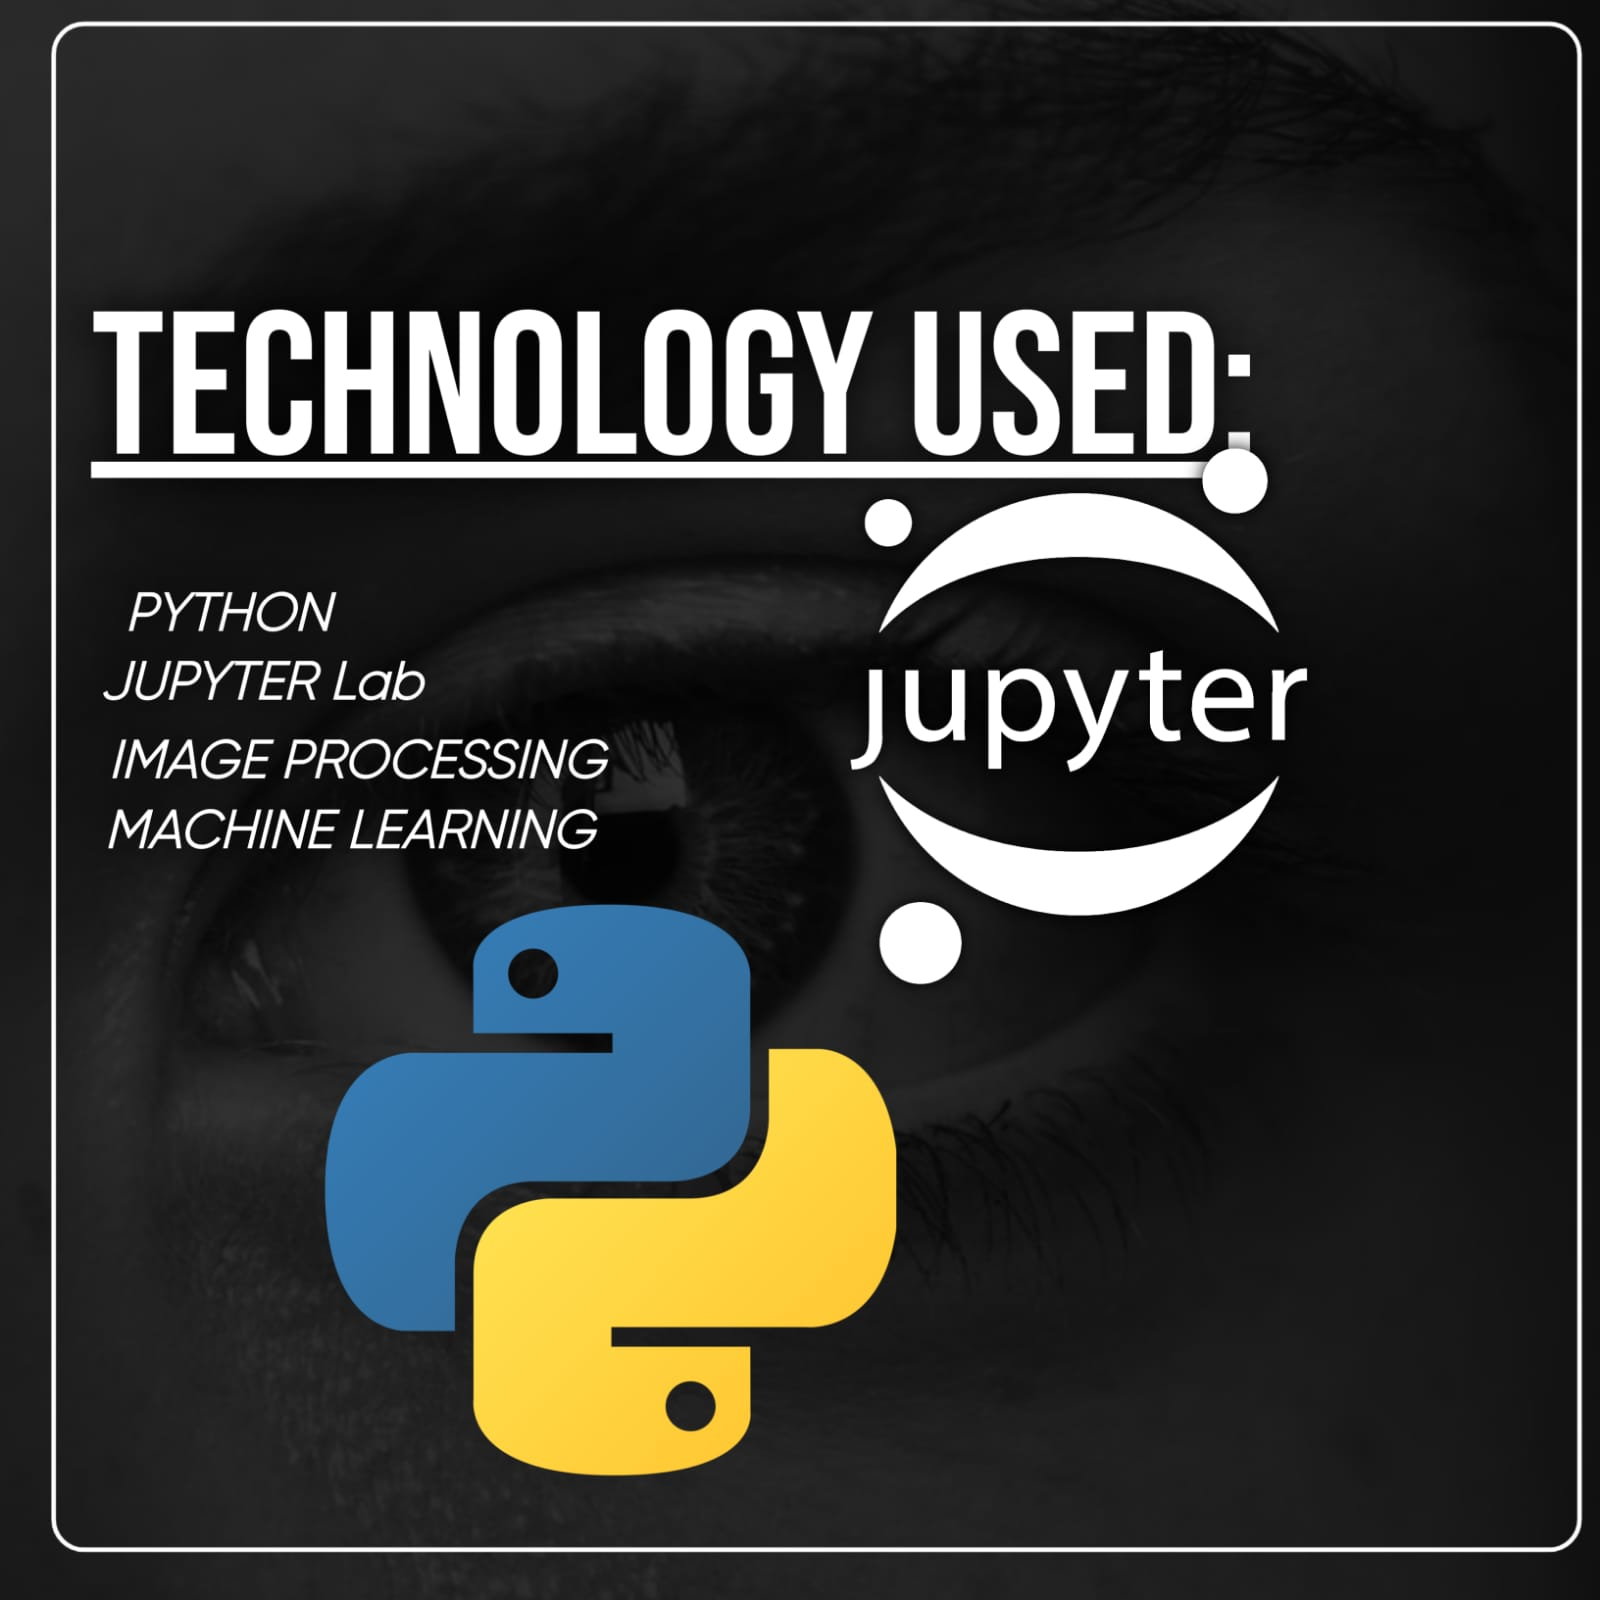 TECHNOLOGY USED:
PYTHON
JUPYTER Lab
IMAGE PROCESSING
MACHINE LEARNING
jupyter